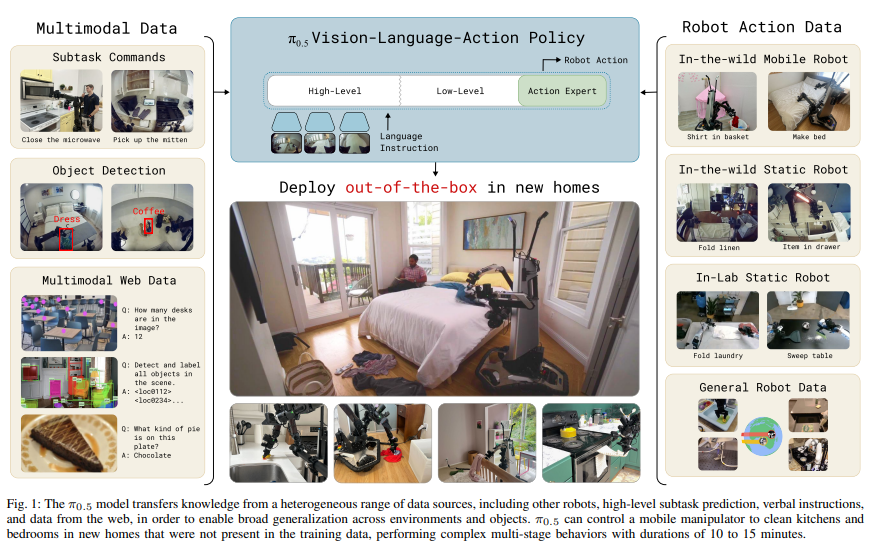 Multimodal Data
Subtask Commands
Close the microwave
Pick up the mitten
Object Detection
Dress
Coffee
Multimodal Web Data
Q: How many desks
are in the
image?
A: 12
Q: Detect and label
all objects in
the scene.
A: <loc0112>
<loc0234>...
Q: What kind of pie
is on this
plate?
A: Chocolate
π0.5 Vision-Language-Action Policy
Robot Action
High-Level
Low-Level
Action Expert
Language
Instruction
Deploy out-of-the-box in new homes
Robot Action Data
In-the-wild Mobile Robot
Shirt in basket
Make bed
In-the-wild Static Robot
Fold linen
Item in drawer
In-Lab Static Robot
Fold laundry
Sweep table
General Robot Data
Fig. 1: The π0.5 model transfers knowledge from a heterogeneous range of data sources, including other robots, high-level subtask prediction, verbal instructions,
and data from the web, in order to enable broad generalization across environments and objects. π0.5 can control a mobile manipulator to clean kitchens and
bedrooms in new homes that were not present in the training data, performing complex multi-stage behaviors with durations of 10 to 15 minutes.